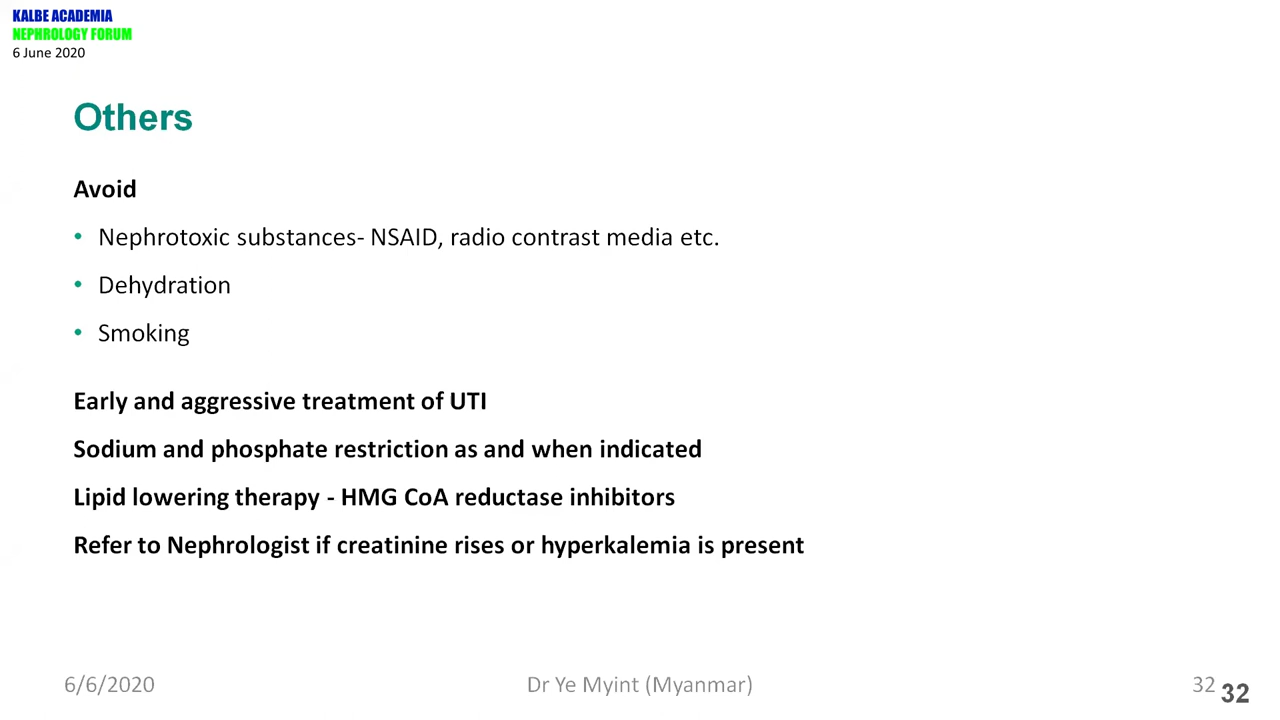 KALBE ACADEMIA
NEPHROLOGY FORUM
6 June 2020
Others
Avoid
• Nephrotoxic substances- NSAID, radio contrast media etc.
• Dehydration
• Smoking
Early and aggressive treatment of UTI
Sodium and phosphate restriction as and when indicated
Lipid lowering therapy - HMG CoA reductase inhibitors
Refer to Nephrologist if creatinine rises or hyperkalemia is present
6/6/2020 Dr Ye Myint (Myanmar) 32 32